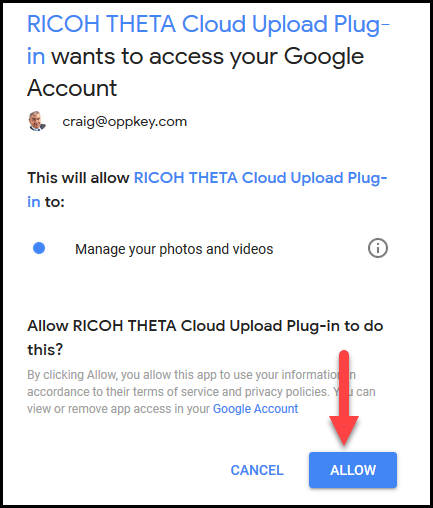 RICOH THETA Cloud Upload Plug-
in wants to access your Google
Account
craig@oppkey.com
This will allow RICOH THETA Cloud Upload Plug-
in to:
Manage your photos and videos
Allow RICOH THETA Cloud Upload Plug-in to do
this?
By clicking Allow, you allow this app to use your information in
accordance to their terms of service and privacy policies. You can
view or remove app access in your Google Account
CANCEL
ALLOW